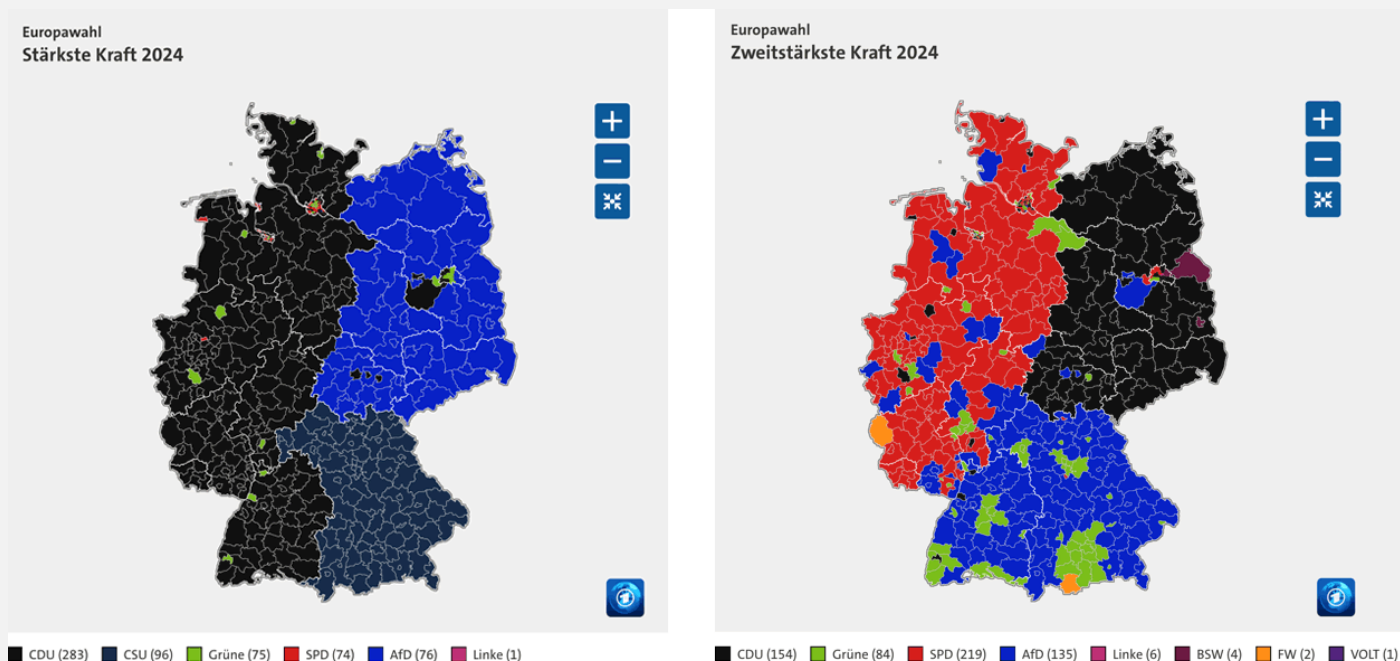 Europawahl
Stärkste Kraft 2024
CDU (283) CSU (96) Grüne (75) SPD (74) AfD (76) Linke (1)
Europawahl
Zweitstärkste Kraft 2024
CDU (154) Grüne (84) SPD (219) AfD (135) Linke (6) BSW (4) FW (2) VOLT (1)